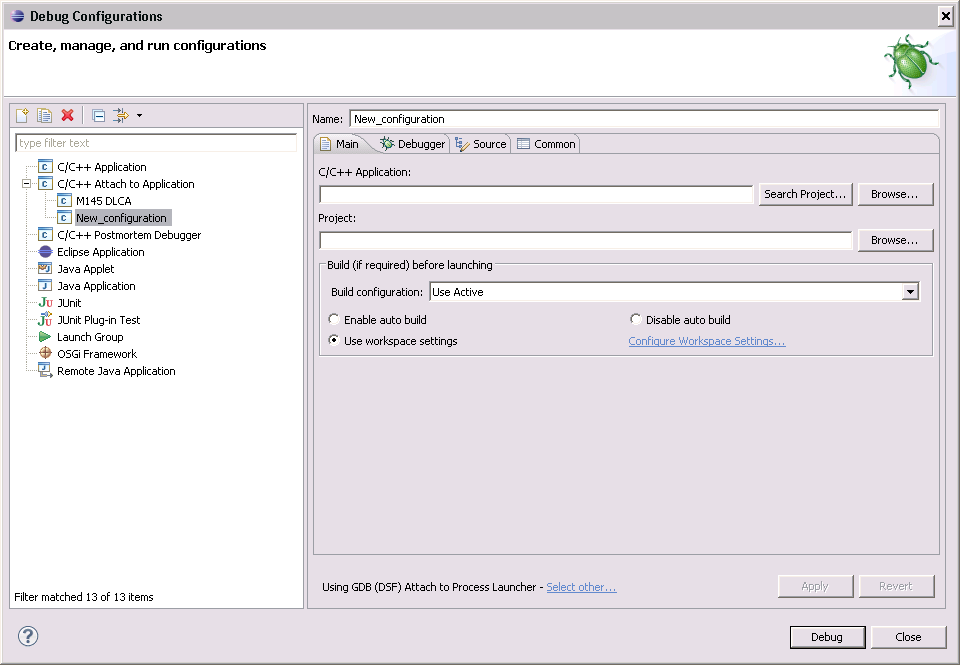 Debug Configurations
Create, manage, and run configurations
Name: New_configuration
type filter text
Main Debugger Source Common
C/C++ Application
C/C++ Attach to Application
M145 DLCA
New_configuration
C/C++ Postmortem Debugger
Eclipse Application
Java Applet
Java Application
JUnit
JUnit Plug-in Test
Launch Group
OSGi Framework
Remote Java Application
Filter matched 13 of 13 items
C/C++ Application:
Search Project... Browse...
Project:
Browse...
Build (if required) before launching
Build configuration: Use Active
Enable auto build Disable auto build
Use workspace settings Configure Workspace Settings...
Using GDB (DSF) Attach to Process Launcher - Select other...
Apply Revert
Debug Close